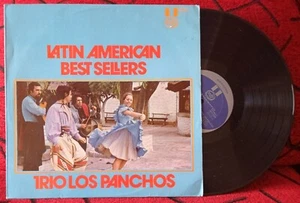 LATIN AMERICAN
BEST SELLERS
TRIO LOS PANCHOS